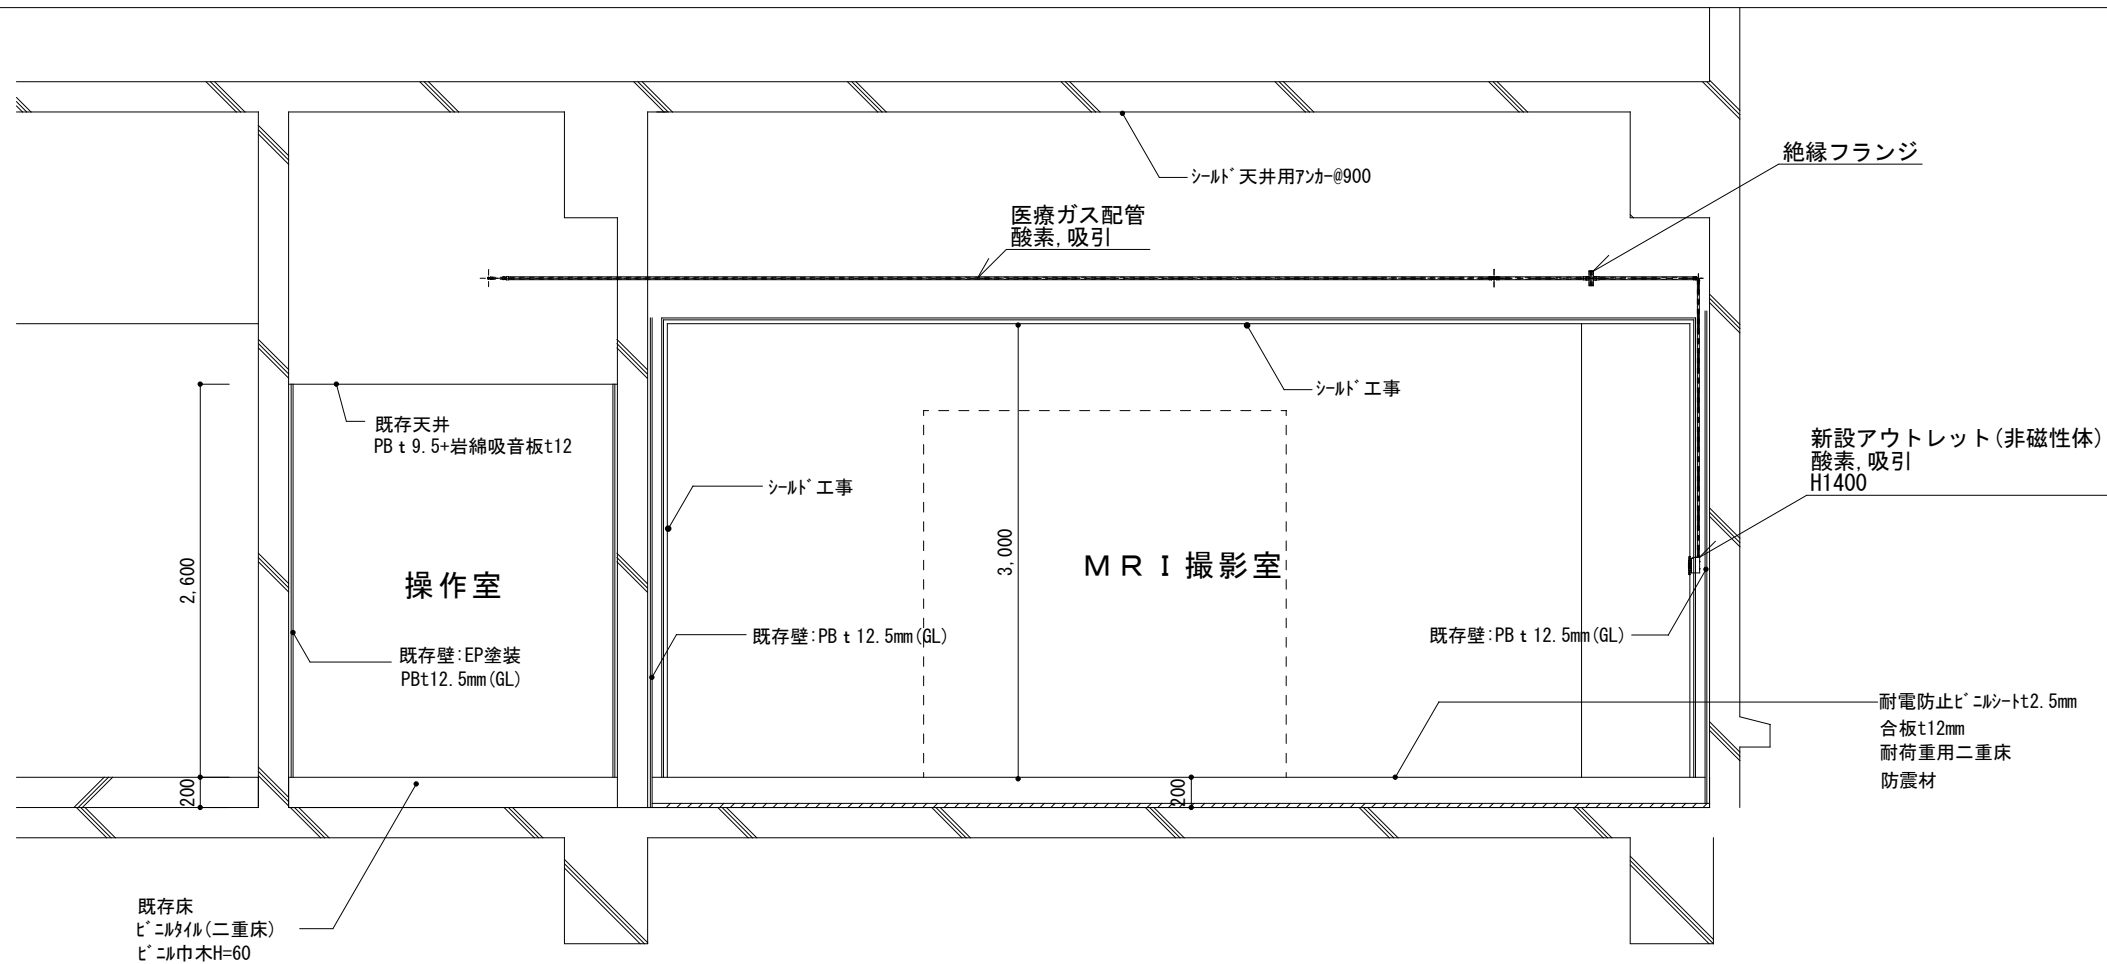 絶縁フランジ
ｼｰﾙﾄﾞ天井用ｱﾝｶｰ@900
医療ガス配管
酸素,吸引
ｼｰﾙﾄﾞ工事
既存天井
PB t 9.5+岩綿吸音板t12
新設アウトレット(非磁性体)
酸素,吸引
H1400
ｼｰﾙﾄﾞ工事
2,600
3,000
操作室
ＭＲＩ撮影室
既存壁:EP塗装
PBt12.5mm(GL)
既存壁:PB t 12.5mm(GL)
既存壁:PB t 12.5mm(GL)
耐電防止ﾋﾞﾆﾙｼｰﾄt2.5mm
合板t12mm
耐荷重用二重床
防震材
200
200
既存床
ﾋﾞﾆﾙﾀｲﾙ(二重床)
ﾋﾞﾆﾙ巾木H=60